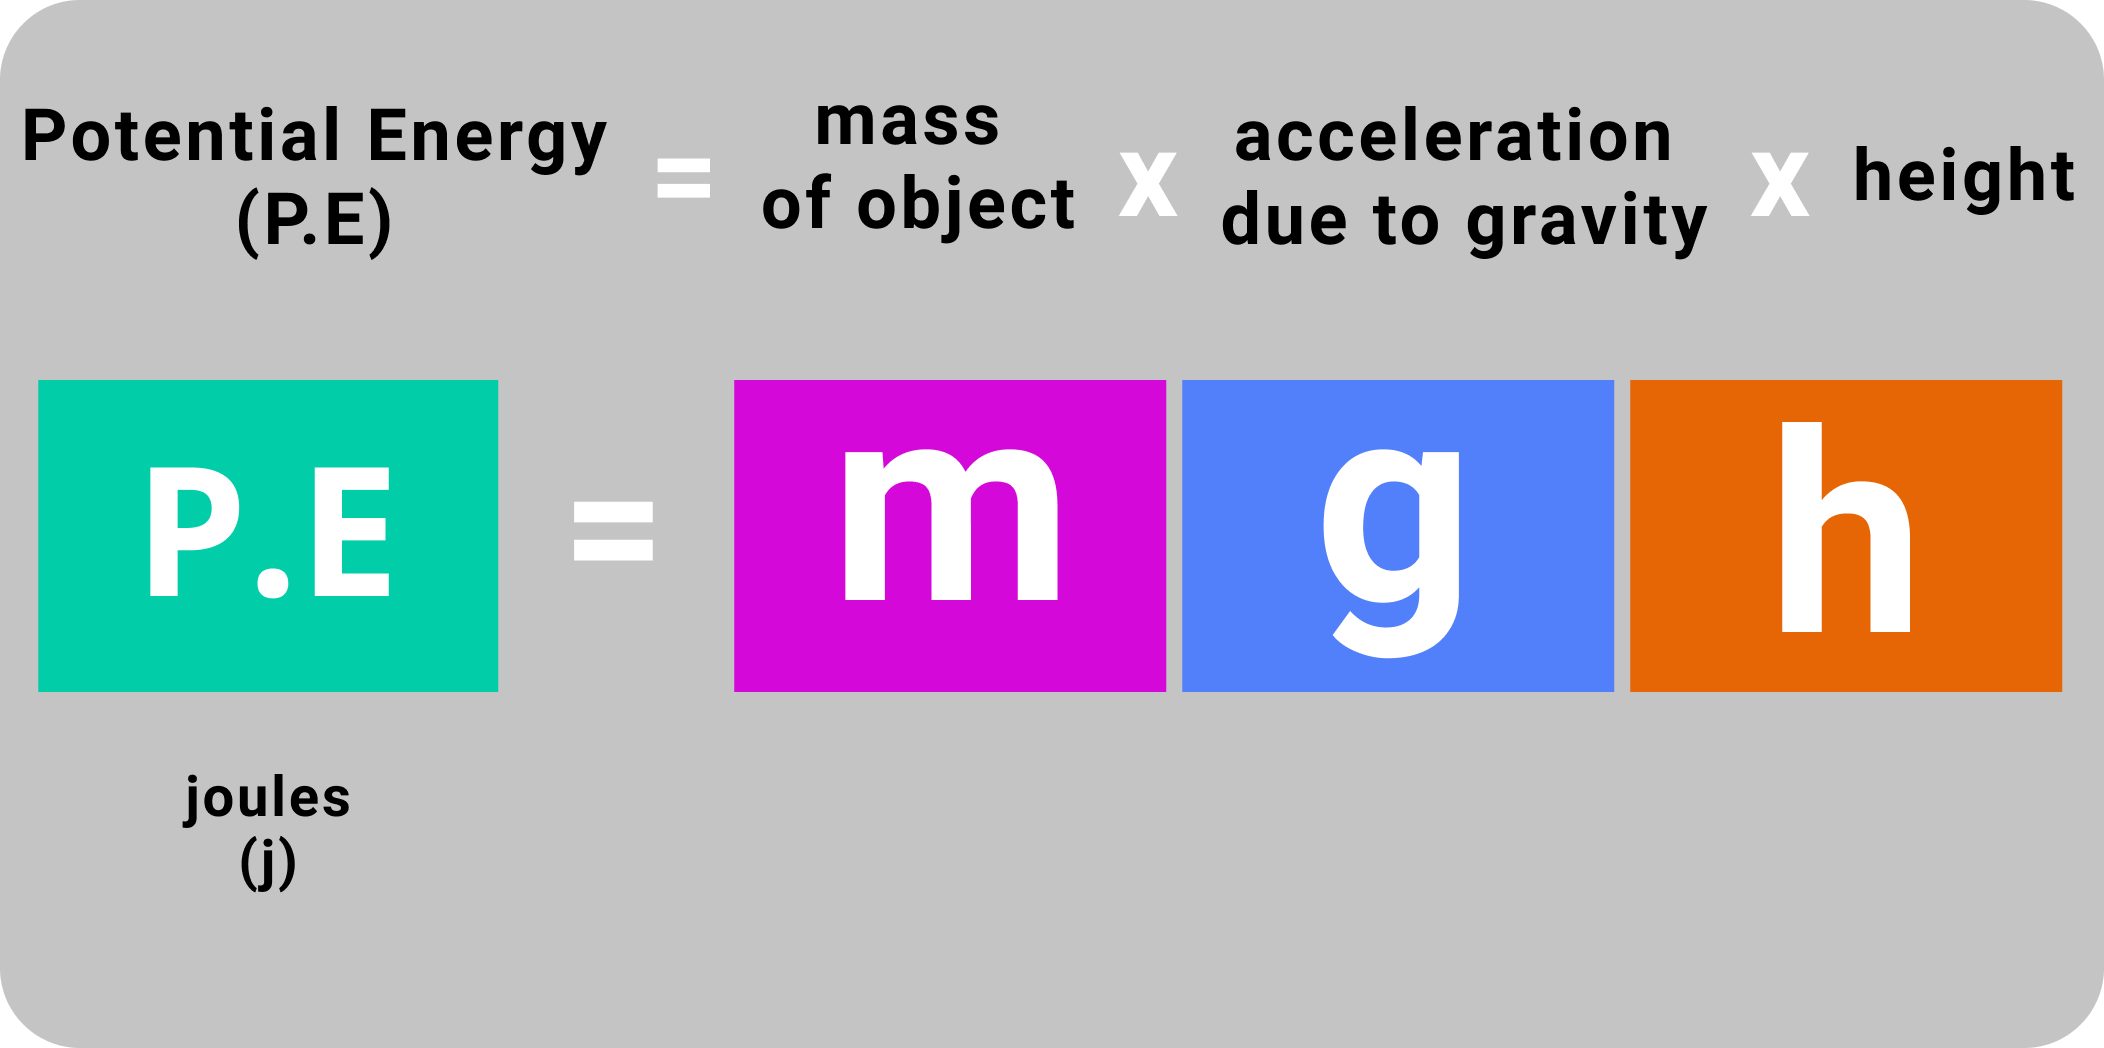 Potential Energy
(P.E)
=
mass
of object
x
acceleration
due to gravity
x
height
P.E
=
m
g
h
joules
(j)